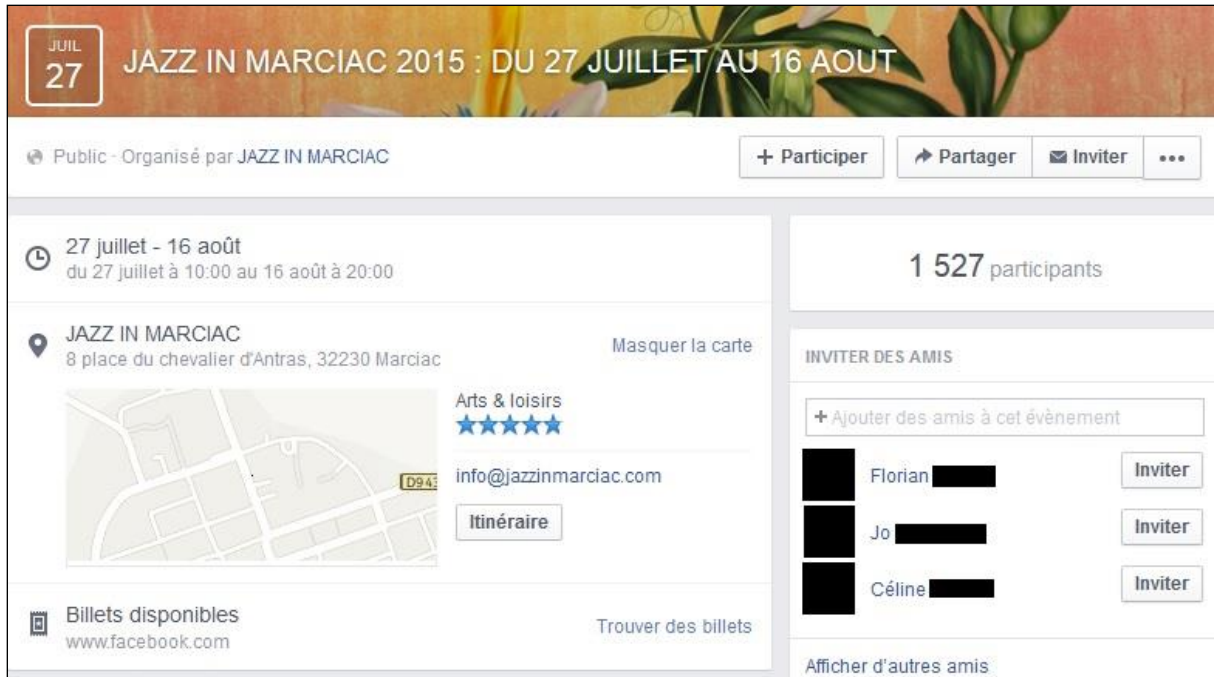 JUIL
27
JAZZ IN MARCIAC 2015 : DU 27 JUILLET AU 16 AOUT
Public · Organisé par JAZZ IN MARCIAC
+ Participer
Partager
Inviter
27 juillet - 16 août
du 27 juillet à 10:00 au 16 août à 20:00
JAZZ IN MARCIAC
8 place du chevalier d'Antras, 32230 Marciac
Masquer la carte
D943
Arts & loisirs
info@jazzinmarciac.com
Itinéraire
Billets disponibles
www.facebook.com
Trouver des billets
1 527 participants
INVITER DES AMIS
+ Ajouter des amis à cet évènement
Florian
Inviter
Jo
Inviter
Céline
Inviter
Afficher d'autres amis